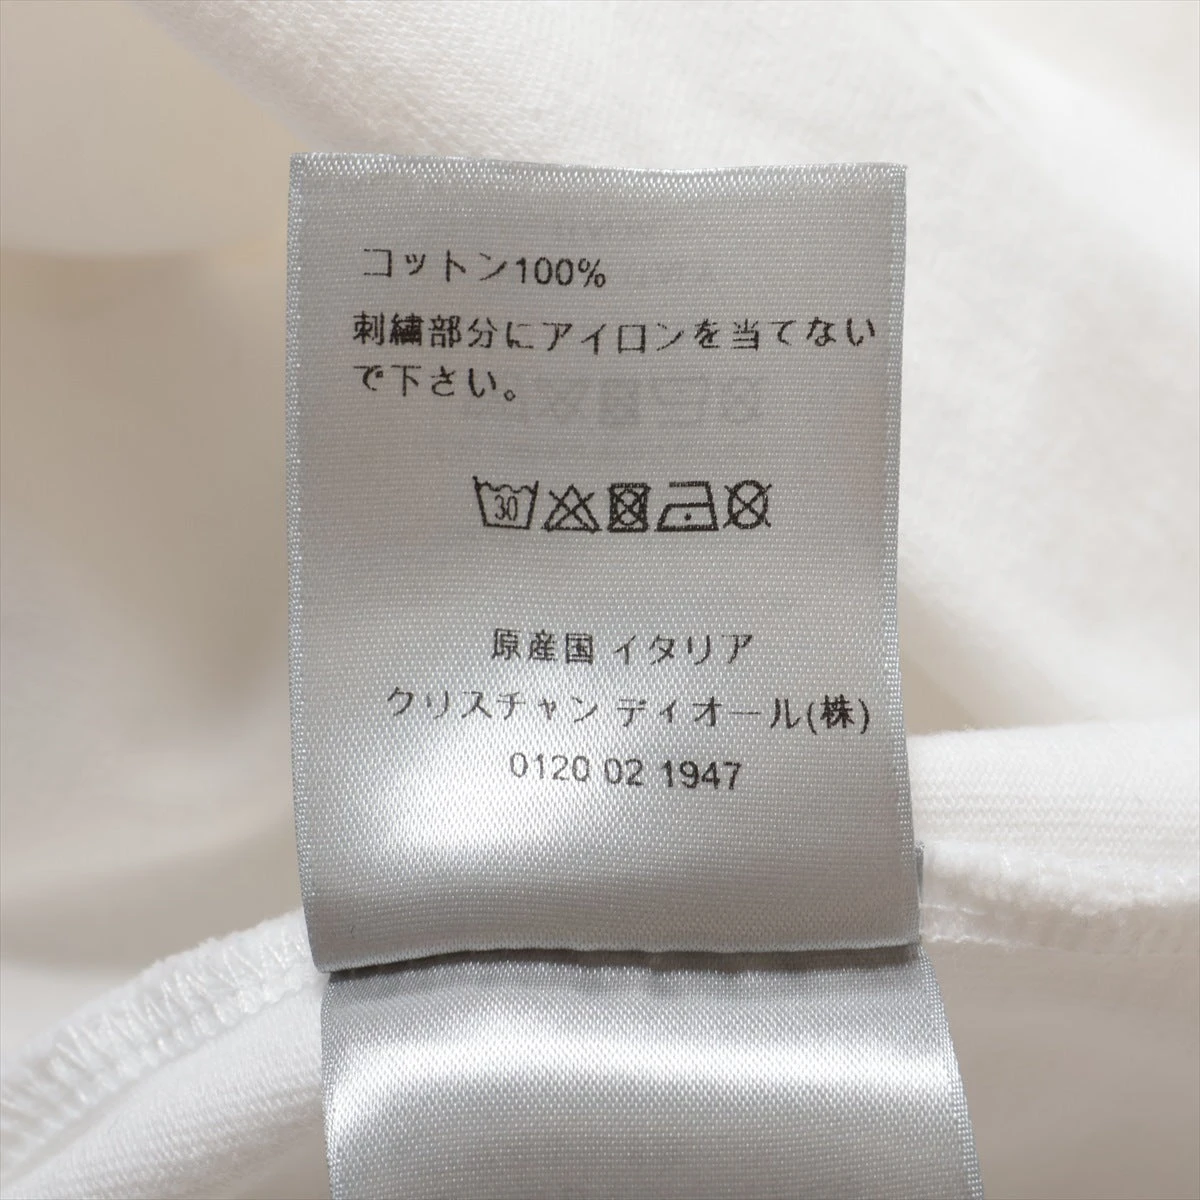 コットン100%
刺繍部分にアイロンを当てない
で下さい。
30
原産国 イタリア
クリスチャン ディオール(株)
0120 02 1947